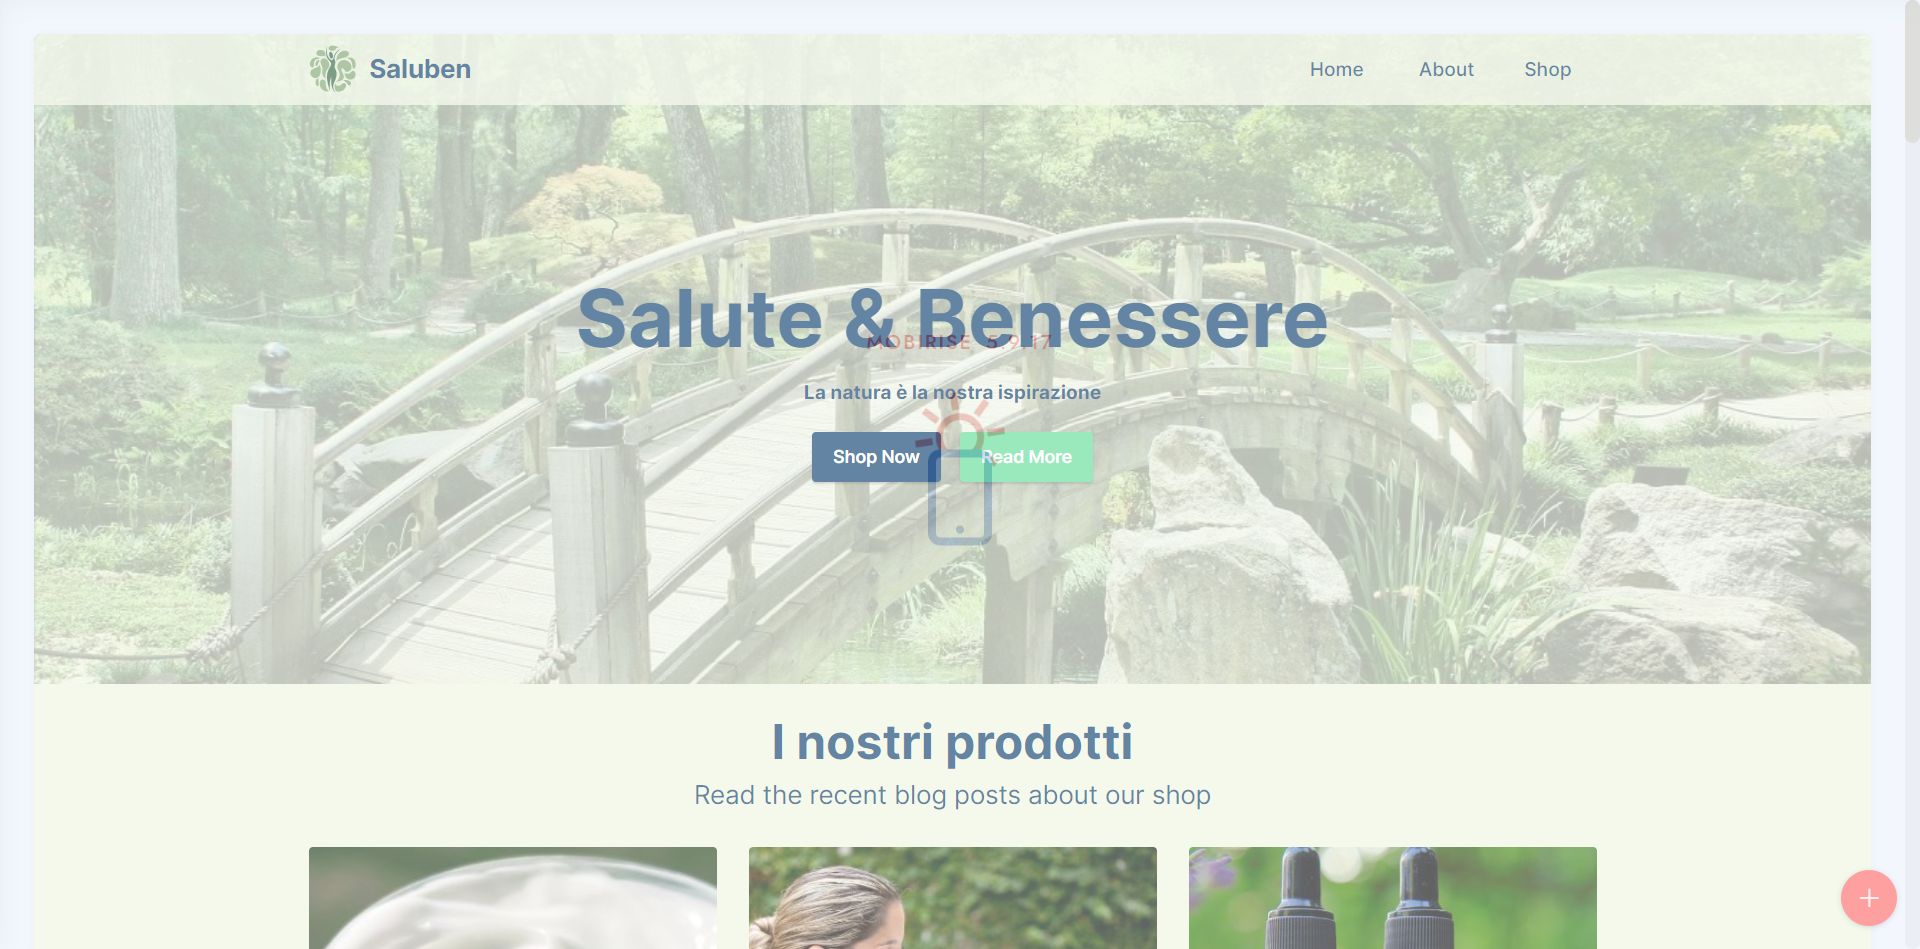 Saluben
Home About Shop
Salute & Benessere
MOBIRISE 5.9.17
La natura è la nostra ispirazione
Shop Now Read More
I nostri prodotti
Read the recent blog posts about our shop